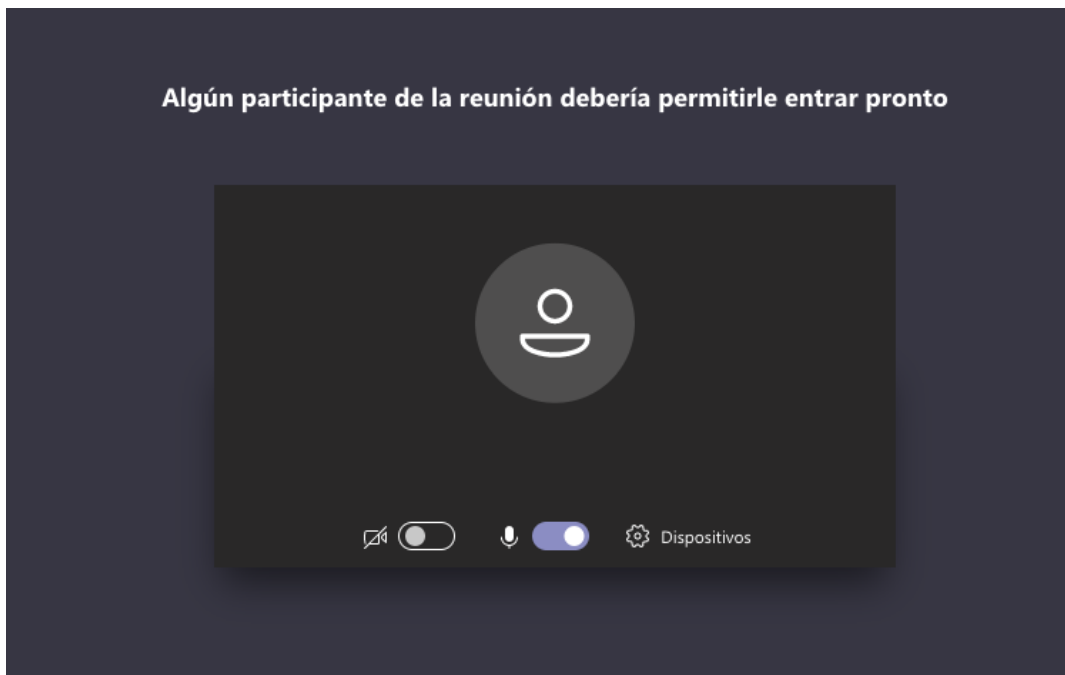 Algún participante de la reunión debería permitirle entrar pronto
Dispositivos